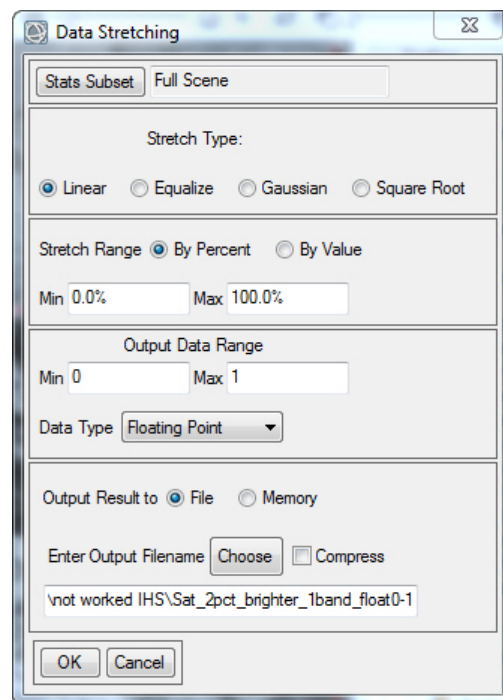 Data Stretching
Stats Subset Full Scene
Stretch Type:
Linear Equalize Gaussian Square Root
Stretch Range By Percent By Value
Min 0.0% Max 100.0%
Output Data Range
Min 0 Max 1
Data Type Floating Point
Output Result to File Memory
Enter Output Filename Choose Compress
\not worked IHS\Sat_2pct_brighter_1band_float0-1
OK Cancel